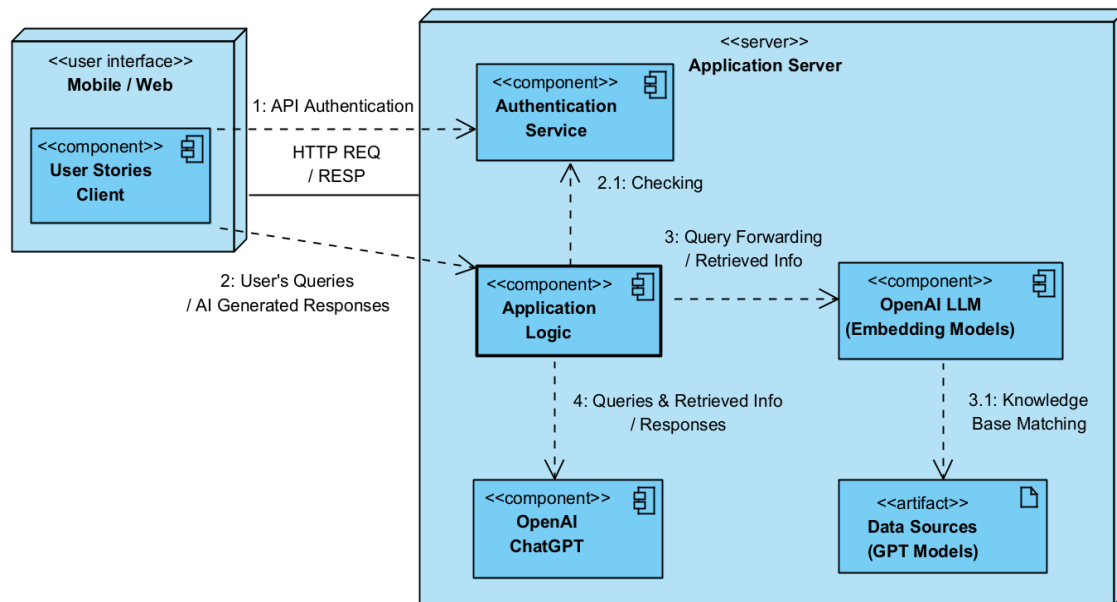 <<user interface>>
Mobile / Web
<<component>>
User Stories
Client
1: API Authentication
HTTP REQ
/ RESP
2: User's Queries
/ AI Generated Responses
<<server>>
Application Server
<<component>>
Authentication
Service
2.1: Checking
3: Query Forwarding
/ Retrieved Info
<<component>>
Application
Logic
<<component>>
OpenAI LLM
(Embedding Models)
4: Queries & Retrieved Info
/ Responses
3.1: Knowledge
Base Matching
<<component>>
OpenAI
ChatGPT
<<artifact>>
Data Sources
(GPT Models)